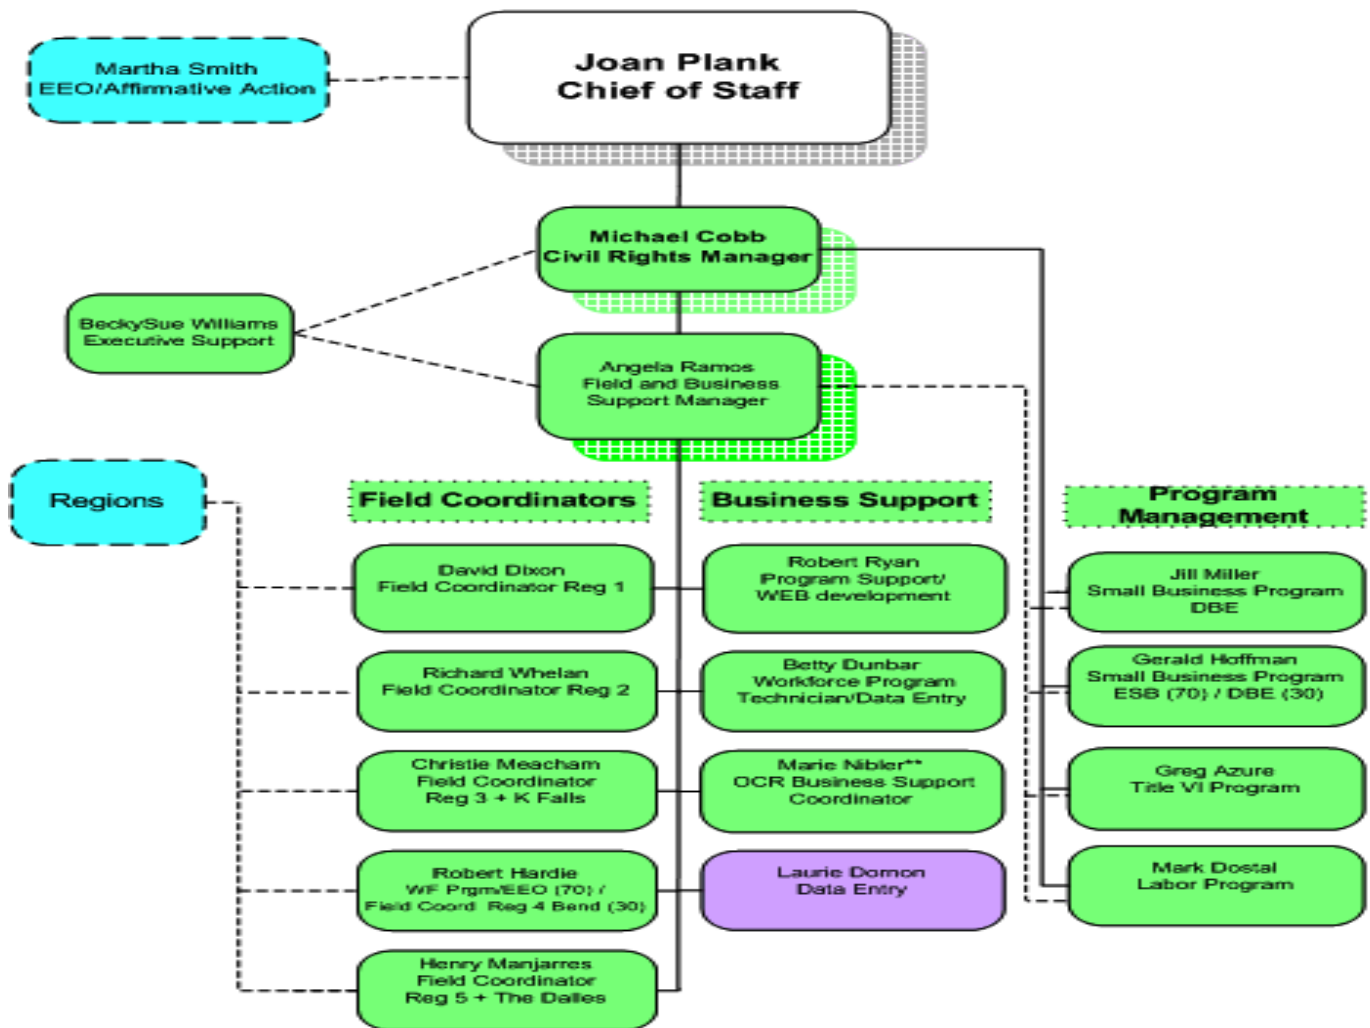 Joan Plank
Chief of Staff
Martha Smith
EEO/Affirmative Action
Michael Cobb
Civil Rights Manager
BeckySue Williams
Executive Support
Angela Ramos
Field and Business
Support Manager
Regions
Field Coordinators
Business Support
Program
Management
David Dixon
Field Coordinator Reg 1
Robert Ryan
Program Support/
WEB development
Jill Miller
Small Business Program
DBE
Richard Whelan
Field Coordinator Reg 2
Betty Dunbar
Workforce Program
Technician/Data Entry
Gerald Hoffman
Small Business Program
ESB (70) / DBE (30)
Christie Meacham
Field Coordinator
Reg 3 + K Falls
Marie Nibler**
OCR Business Support
Coordinator
Greg Azure
Title VI Program
Robert Hardie
WF Prgm/EEO (70) /
Field Coord Reg 4 Bend (30)
Laurie Dornon
Data Entry
Mark Dostal
Labor Program
Henry Manjarres
Field Coordinator
Reg 5 + The Dalles